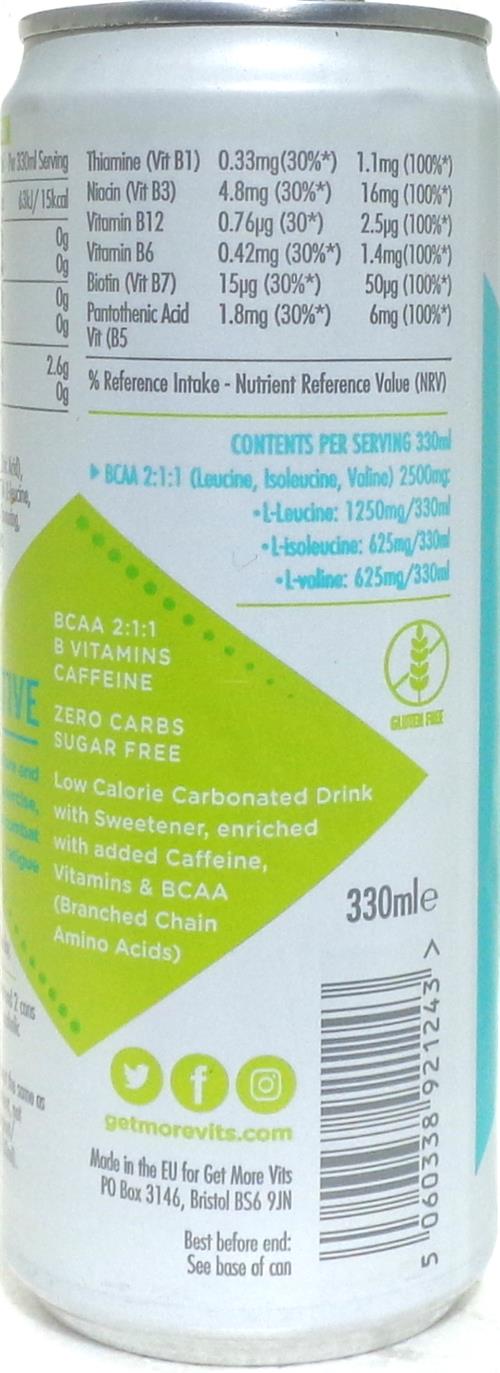 Per 330ml Serving
63kJ/ 15kcal
0g
0g
0g
0g
2.6g
0g
Thiamine (Vit B1) 0.33mg(30%*) 1.1mg (100%*)
Niacin (Vit B3) 4.8mg (30%*) 16mg (100%*)
Vitamin B12 0.76µg (30*) 2.5µg (100%*)
Vitamin B6 0.42mg (30%*) 1.4mg(100%*)
Biotin (Vit B7) 15µg (30%*) 50µg (100%*)
Pantothenic Acid 1.8mg (30%*) 6mg (100%*)
Vit (B5
% Reference Intake - Nutrient Reference Value (NRV)
CONTENTS PER SERVING 330ml
BCAA 2:1:1 (Leucine, Isoleucine, Valine) 2500mg:
•L-Leucine: 1250mg/330ml
•L-isoleucine: 625mg/330ml
•L-valine: 625mg/330ml
GLUTEN FREE
BCAA 2:1:1
B VITAMINS
CAFFEINE
ZERO CARBS
SUGAR FREE
Low Calorie Carbonated Drink
with Sweetener, enriched
with added Caffeine,
Vitamins & BCAA
(Branched Chain
Amino Acids)
and
fatigue
2 cans
same as
330mle
getmorevits.com
Made in the EU for Get More Vits
PO Box 3146, Bristol BS6 9JN
Best before end:
See base of can
5 060338 921243 >